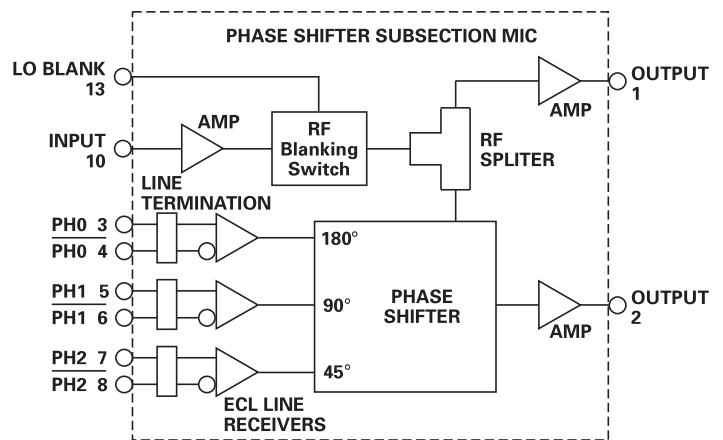 PHASE SHIFTER SUBSECTION MIC
LO BLANK
13
OUTPUT
1
AMP
AMP
INPUT
10
RF
Blanking
Switch
RF
SPLITER
LINE
TERMINATION
PH0 3
PH0 4
180°
PH1 5
PH1 6
90°
PHASE
SHIFTER
OUTPUT
2
AMP
PH2 7
PH2 8
45°
ECL LINE
RECEIVERS